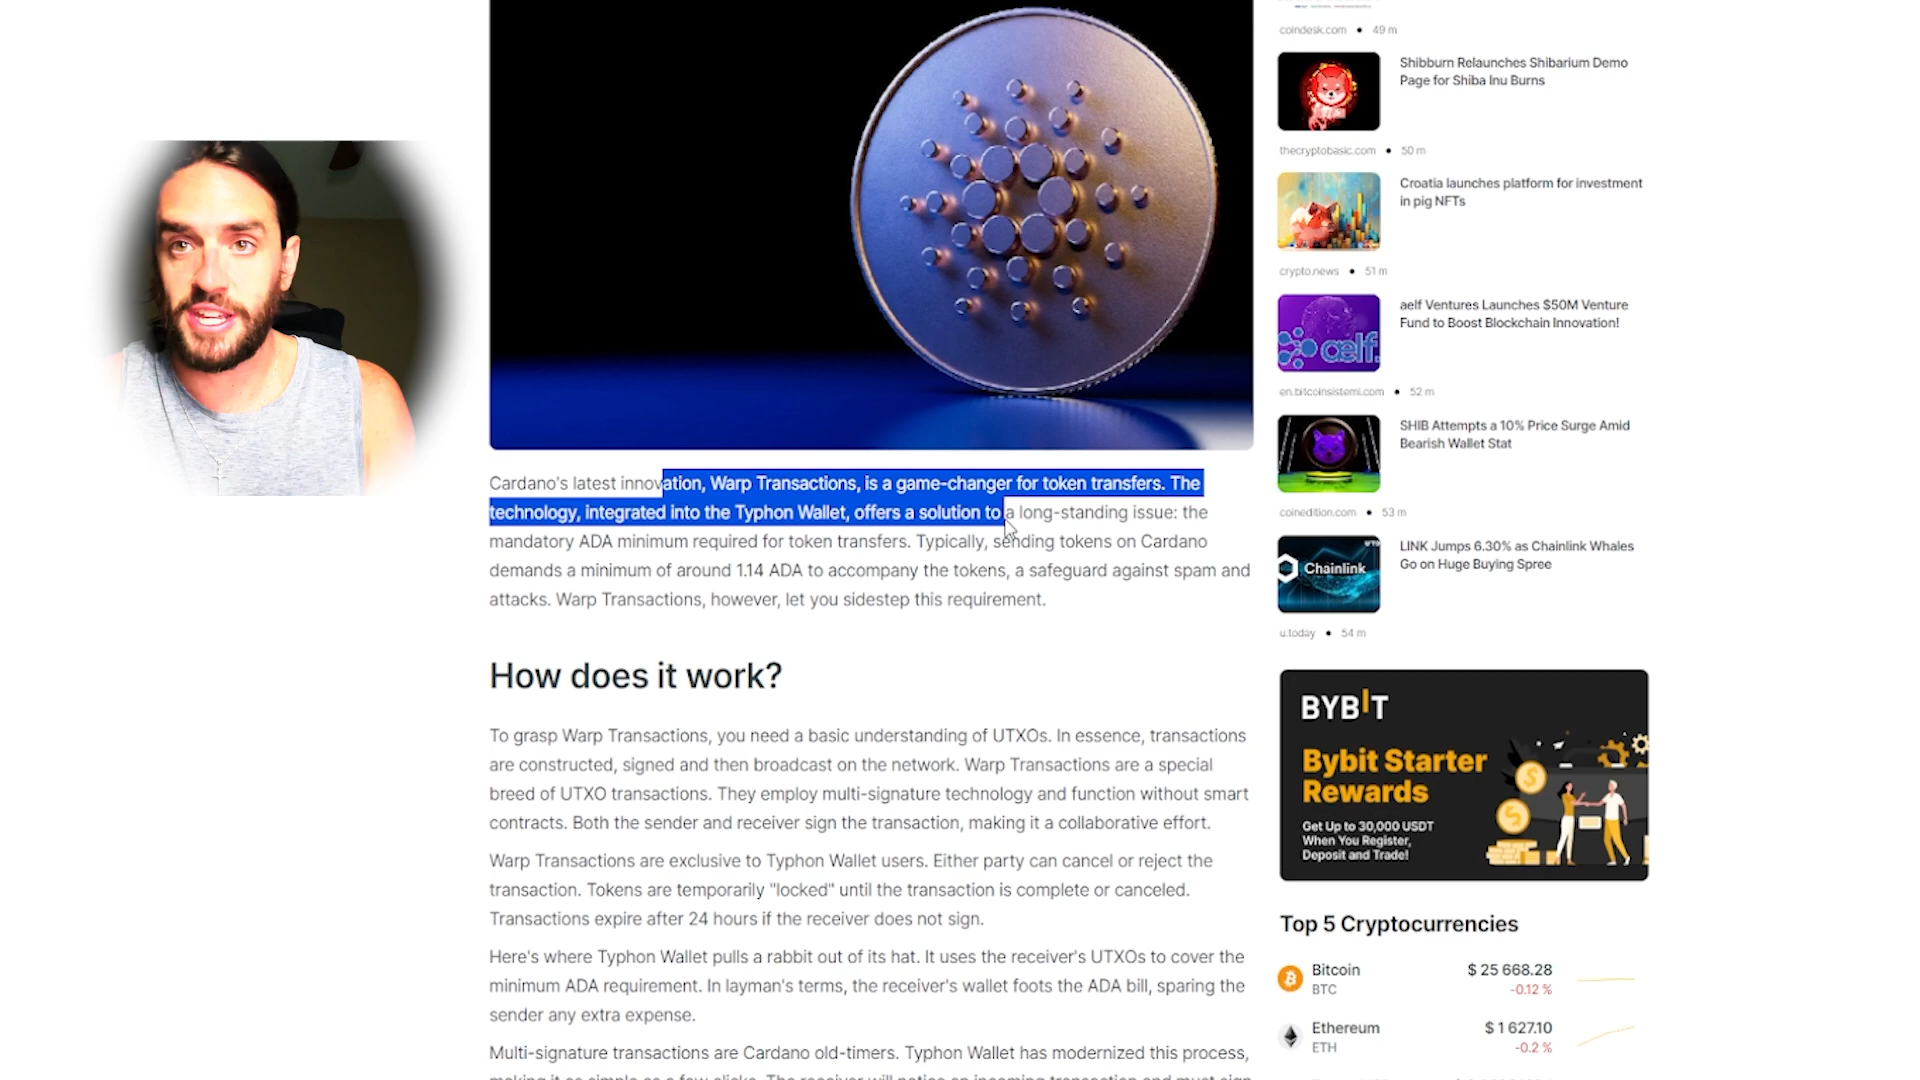 Cardano's latest innovation, Warp Transactions, is a game-changer for token transfers. The
technology, integrated into the Typhon Wallet, offers a solution to a long-standing issue: the
mandatory ADA minimum required for token transfers. Typically, sending tokens on Cardano
demands a minimum of around 1.14 ADA to accompany the tokens, a safeguard against spam and
attacks. Warp Transactions, however, let you sidestep this requirement.
How does it work?
To grasp Warp Transactions, you need a basic understanding of UTXOs. In essence, transactions
are constructed, signed and then broadcast on the network. Warp Transactions are a special
breed of UTXO transactions. They employ multi-signature technology and function without smart
contracts. Both the sender and receiver sign the transaction, making it a collaborative effort.
Warp Transactions are exclusive to Typhon Wallet users. Either party can cancel or reject the
transaction. Tokens are temporarily "locked" until the transaction is complete or canceled.
Transactions expire after 24 hours if the receiver does not sign.
Here's where Typhon Wallet pulls a rabbit out of its hat. It uses the receiver's UTXOs to cover the
minimum ADA requirement. In layman's terms, the receiver's wallet foots the ADA bill, sparing the
sender any extra expense.
Multi-signature transactions are Cardano old-timers. Typhon Wallet has modernized this process,
coindesk.com • 49 m
Shibburn Relaunches Shibarium Demo
Page for Shiba Inu Burns
thecryptobasic.com • 50 m
Croatia launches platform for investment
in pig NFTs
crypto.news • 51 m
aelf.
aelf Ventures Launches $50M Venture
Fund to Boost Blockchain Innovation!
en.bitcoinsistemi.com • 52 m
SHIB Attempts a 10% Price Surge Amid
Bearish Wallet Stat
coinedition.com • 53 m
Chainlink
LINK Jumps 6.30% as Chainlink Whales
Go on Huge Buying Spree
u.today • 54 m
BYBIT
Bybit Starter
Rewards
Get Up to 30,000 USDT
When You Register,
Deposit and Trade!
Top 5 Cryptocurrencies
Bitcoin $ 25 668.28
BTC -0.12 %
Ethereum $ 1 627.10
ETH -0.2 %